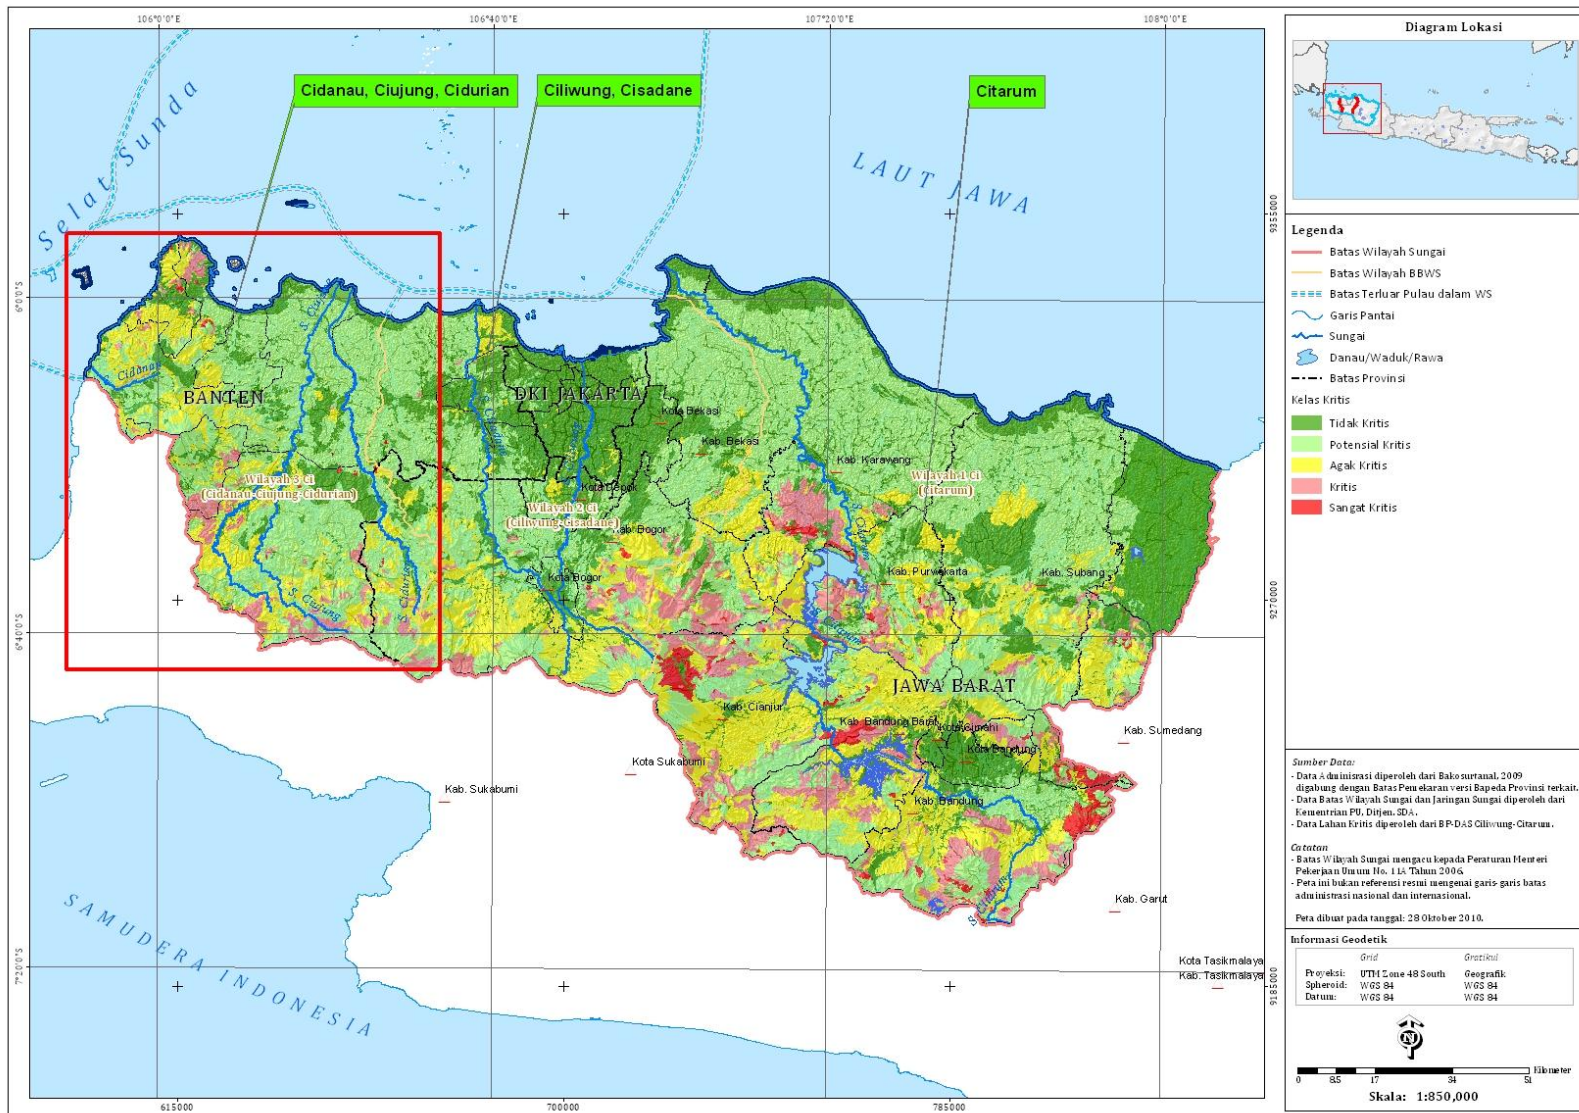 106°0'0"E
106°40'0"E
107°20'0"E
108°0'0"E
Cidanau, Ciujung, Cidurian
Ciliwung, Cisadane
Citarum
Selat Sunda
LAUT JAWA
6°0'0"S
6°40'0"S
7°20'0"S
9355000
9270000
9185000
S. Ciujung
Cidanau
BANTEN
DKI JAKARTA
S. Cisadane
Kota Bekasi
Kab. Bekasi
Kab. Karawang
Wilayah 3 Ci
(Cidanau-Ciujung-Cidurian)
Kota Depok
Wilayah 2 Ci
(Ciliwung-Cisadane)
Wilayah 1 Ci
(Citarum)
Kab. Bogor
S. Citarum
Kota Bogor
Kab. Purwakarta
Kab. Subang
S. Ciujung
S. Cidurian
Citarum
JAWA BARAT
Kab. Cianjur
Kab. Bandung Barat
Kota Cimahi
Kota Bandung
Kab. Sumedang
Kota Sukabumi
Kab. Sukabumi
Kab. Bandung
S. Citarum
Kab. Garut
SAMUDERA INDONESIA
Kota Tasikmalaya
Kab. Tasikmalaya
615000
700000
785000
Diagram Lokasi
Legenda
Batas Wilayah Sungai
Batas Wilayah BBWS
Batas Terluar Pulau dalam WS
Garis Pantai
Sungai
Danau/Waduk/Rawa
Batas Provinsi
Kelas Kritis
Tidak Kritis
Potensial Kritis
Agak Kritis
Kritis
Sangat Kritis
Sumber Data:
- Data Adminisrasi diperoleh dari Bakosurtanal, 2009
digabung dengan Batas Pemekaran versi Bapeda Provinsi terkait.
- Data Batas Wilayah Sungai dan Jaringan Sungai diperoleh dari
Kementrian PU, Ditjen. SDA.
- Data Lahan Kritis diperoleh dari BP-DAS Ciliwung-Citarum.
Catatan
- Batas Wilayah Sungai mengacu kepada Peraturan Menteri
Pekerjaan Umum No. 11A Tahun 2006.
- Peta ini bukan referensi resmi mengenai garis-garis batas
administrasi nasional dan internasional.
Peta dibuat pada tanggal: 28 Oktober 2010.
Informasi Geodetik
Grid Gratikul
Proyeksi: UTM Zone 48 South Geografik
Spheroid: WGS 84 WGS 84
Datum: WGS 84 WGS 84
N
Kilometer
0 8.5 17 34 51
Skala: 1:850,000